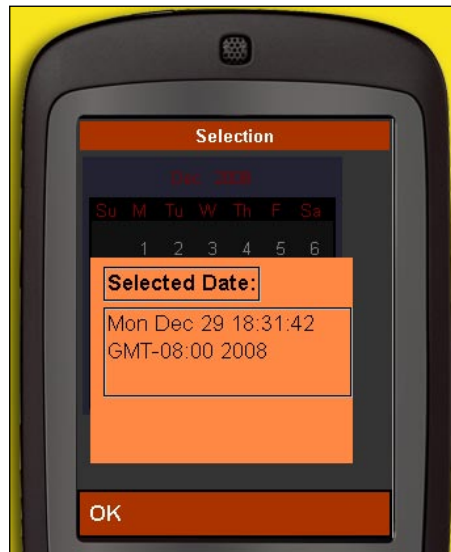 Selection
Dec 2008
Su M Tu W Th F Sa
1 2 3 4 5 6
Selected Date:
Mon Dec 29 18:31:42
GMT-08:00 2008
OK